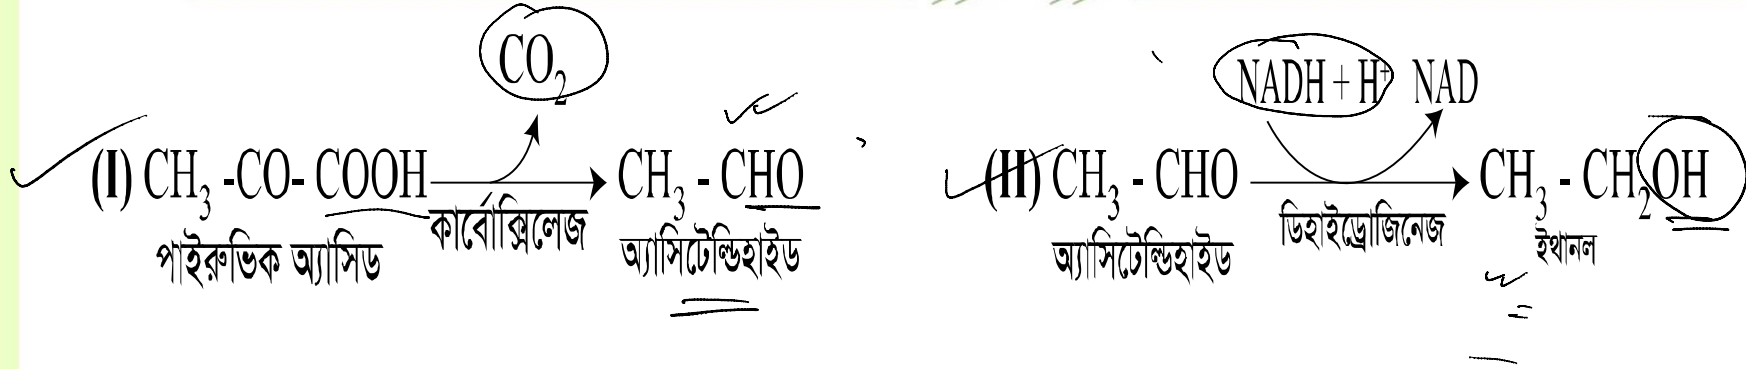 CO₂
NADH + H⁺ NAD
(I) CH₃ -CO- COOH CH₃ - CHO (II) CH₃ - CHO CH₃ - CH₂OH
কার্বোক্সিলেজ ডিহাইড্রোজিনেজ
পাইরুভিক অ্যাসিড অ্যাসিটেল্ডিহাইড অ্যাসিটেল্ডিহাইড ইথানল